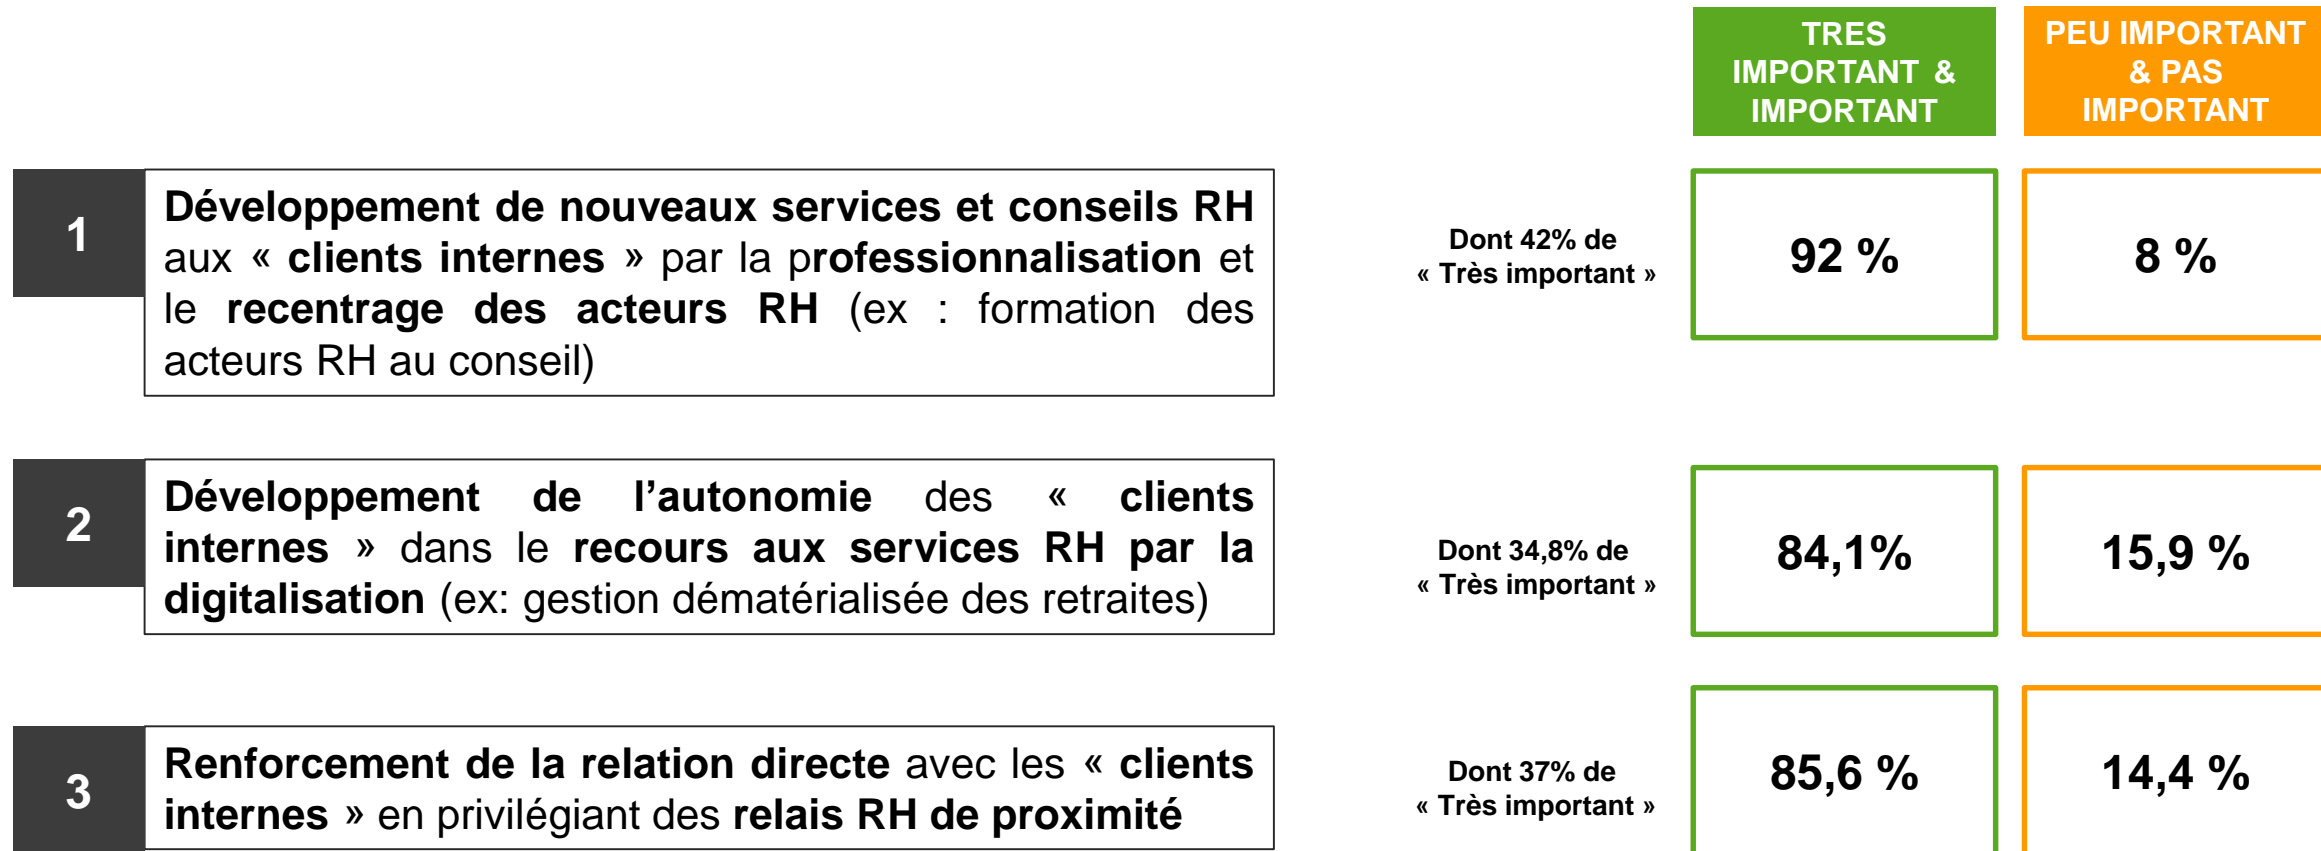 TRES
IMPORTANT &
IMPORTANT
PEU IMPORTANT
& PAS
IMPORTANT
1
Développement de nouveaux services et conseils RH
aux « clients internes » par la professionnalisation et
le recentrage des acteurs RH (ex : formation des
acteurs RH au conseil)
Dont 42% de
« Très important »
92 %
8 %
2
Développement de l’autonomie des « clients
internes » dans le recours aux services RH par la
digitalisation (ex: gestion dématérialisée des retraites)
Dont 34,8% de
« Très important »
84,1%
15,9 %
3
Renforcement de la relation directe avec les « clients
internes » en privilégiant des relais RH de proximité
Dont 37% de
« Très important »
85,6 %
14,4 %